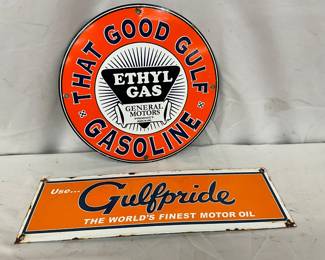 THAT GOOD GULF
ETHYL
GAS
GENERAL
MOTORS
GASOLINE
Use...
Gulfpride
THE WORLD'S FINEST MOTOR OIL